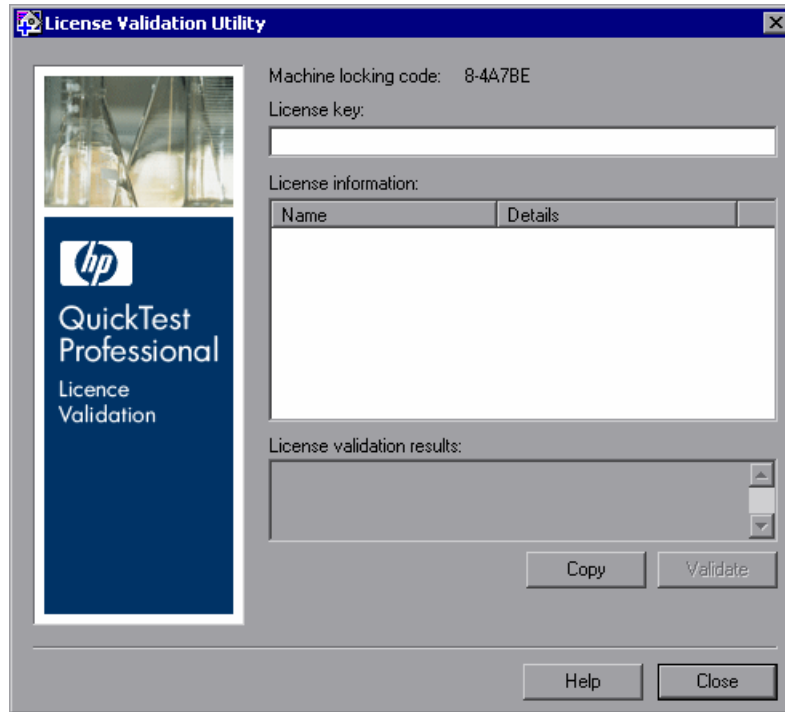 License Validation Utility
Machine locking code: 8-4A7BE
License key:
License information:
Name Details
hp
QuickTest
Professional
Licence
Validation
License validation results:
Copy Validate
Help Close